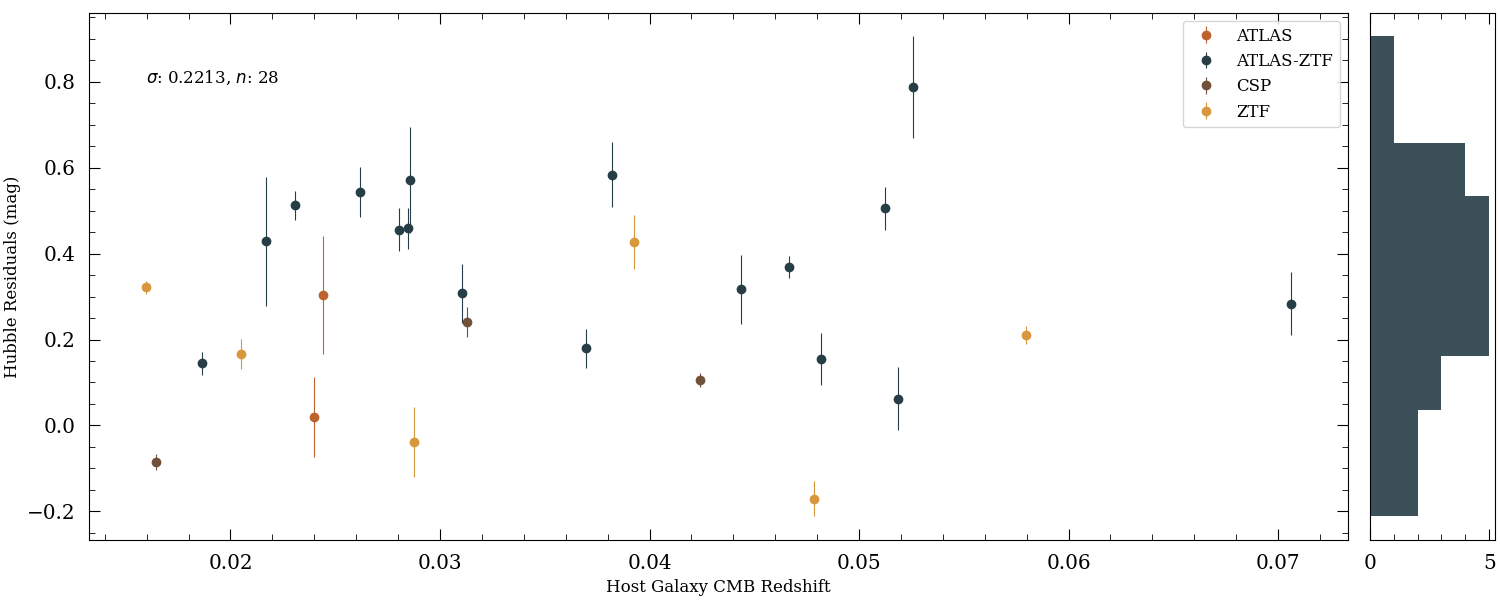 σ: 0.2213, n: 28
ATLAS
ATLAS-ZTF
CSP
ZTF
Hubble Residuals (mag)
0.8
0.6
0.4
0.2
0.0
−0.2
0.02 0.03 0.04 0.05 0.06 0.07
0 5
Host Galaxy CMB Redshift